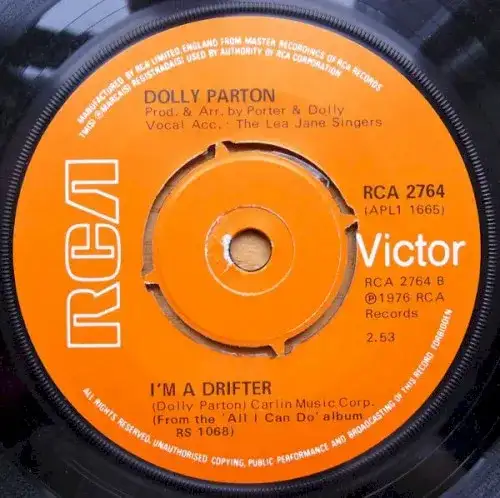 MANUFACTURED BY RCA LIMITED, ENGLAND FROM MASTER RECORDINGS OF RCA RECORDS
TM(S) ® MARCA(S) REGISTRADA(S) USED BY AUTHORITY OF RCA CORPORATION
DOLLY PARTON
Prod. & Arr. by Porter & Dolly
Vocal Acc. : The Lea Jane Singers
RCA
RCA 2764
(APL1 1665)
Victor
RCA 2764 B
℗ 1976 RCA
Records
2.53
I'M A DRIFTER
(Dolly Parton) Carlin Music Corp.
(From the 'All I Can Do' album
RS 1068)
ALL RIGHTS RESERVED. UNAUTHORISED COPYING, PUBLIC PERFORMANCE AND BROADCASTING OF THIS RECORD FORBIDDEN